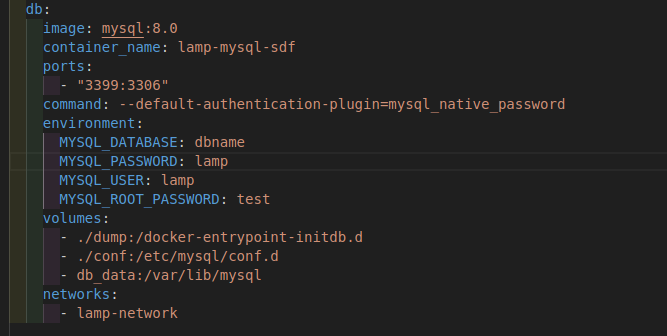 db:
image: mysql:8.0
container_name: lamp-mysql-sdf
ports:
- "3399:3306"
command: --default-authentication-plugin=mysql_native_password
environment:
MYSQL_DATABASE: dbname
MYSQL_PASSWORD: lamp
MYSQL_USER: lamp
MYSQL_ROOT_PASSWORD: test
volumes:
- ./dump:/docker-entrypoint-initdb.d
- ./conf:/etc/mysql/conf.d
- db_data:/var/lib/mysql
networks:
- lamp-network